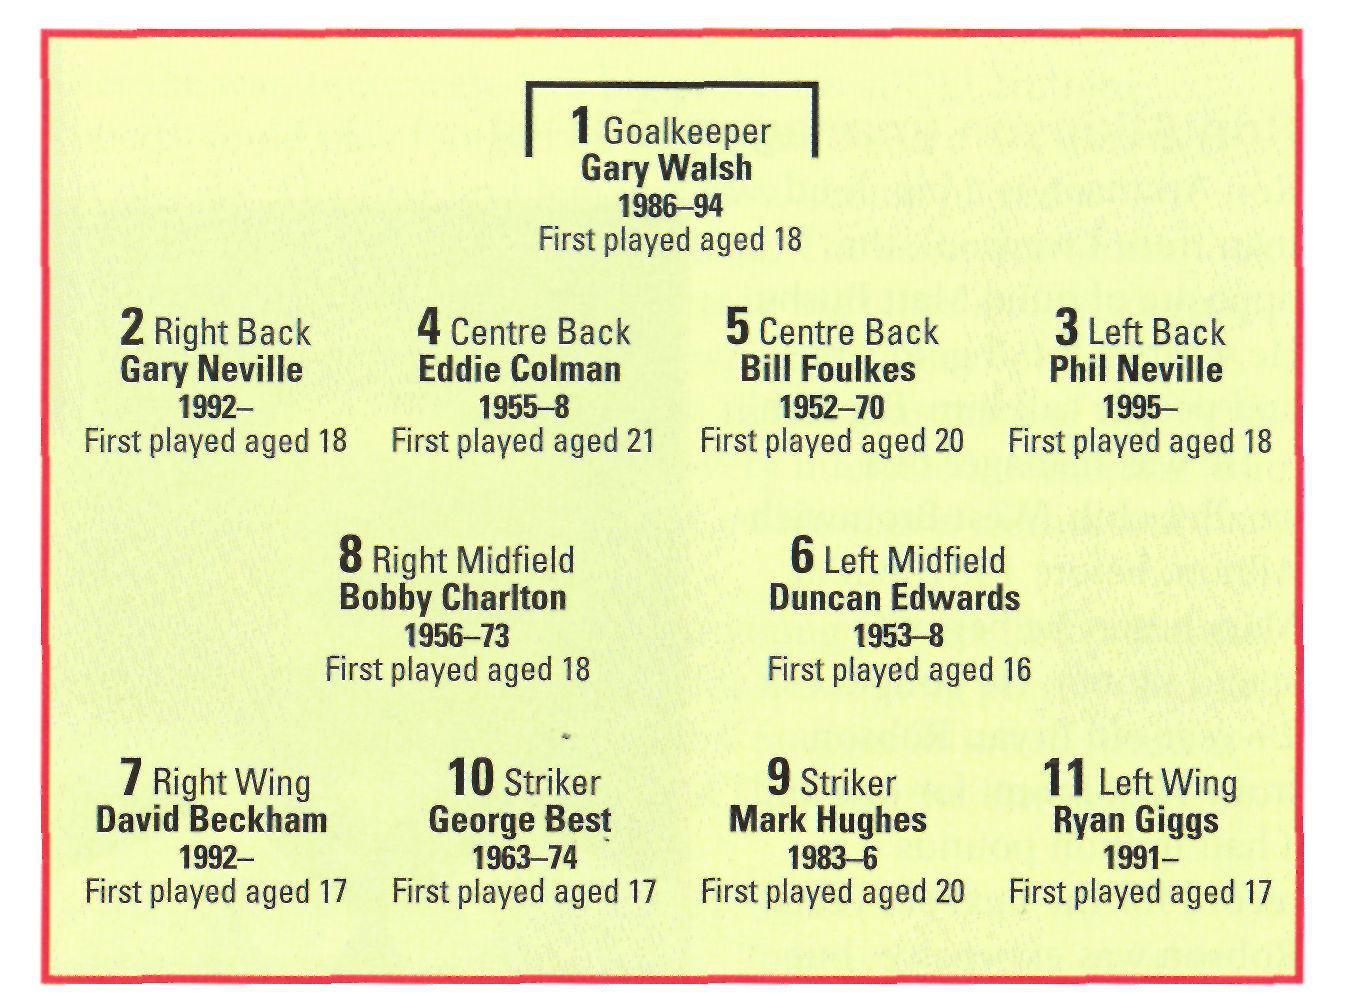 1 Goalkeeper
Gary Walsh
1986–94
First played aged 18
2 Right Back
Gary Neville
1992–
First played aged 18
4 Centre Back
Eddie Colman
1955–8
First played aged 21
5 Centre Back
Bill Foulkes
1952–70
First played aged 20
3 Left Back
Phil Neville
1995–
First played aged 18
8 Right Midfield
Bobby Charlton
1956–73
First played aged 18
6 Left Midfield
Duncan Edwards
1953–8
First played aged 16
7 Right Wing
David Beckham
1992–
First played aged 17
10 Striker
George Best
1963–74
First played aged 17
9 Striker
Mark Hughes
1983–6
First played aged 20
11 Left Wing
Ryan Giggs
1991–
First played aged 17